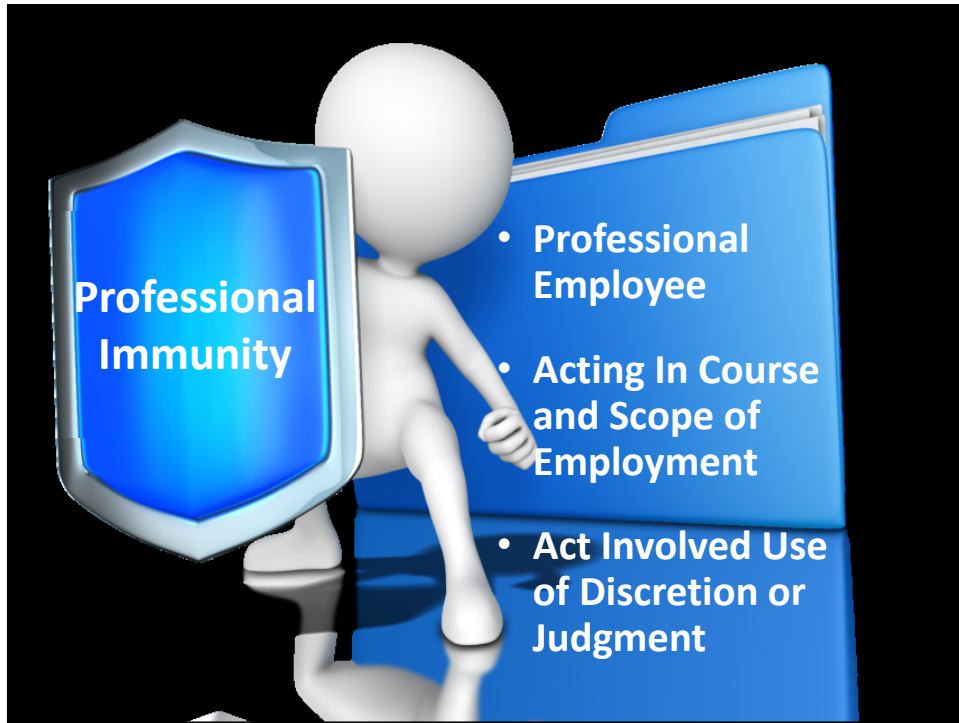 Professional
Immunity
• Professional
Employee
• Acting In Course
and Scope of
Employment
• Act Involved Use
of Discretion or
Judgment